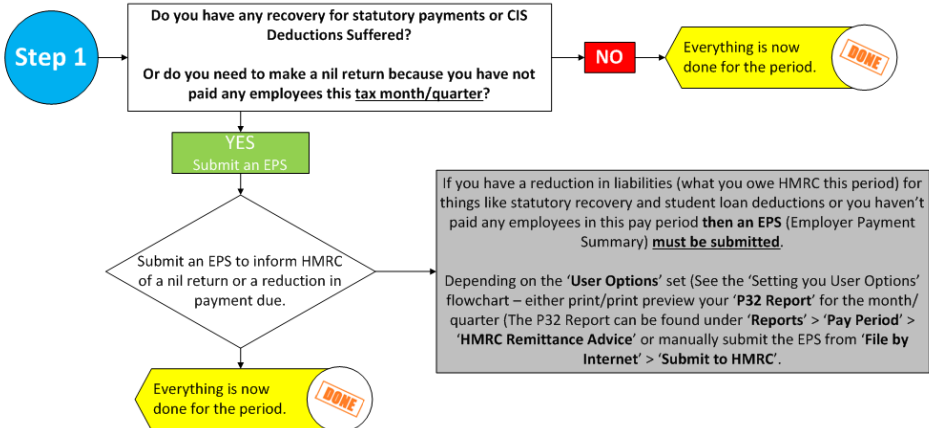 Step 1
Do you have any recovery for statutory payments or CIS
Deductions Suffered?
Or do you need to make a nil return because you have not
paid any employees this tax month/quarter?
NO
Everything is now
done for the period.
DONE
YES
Submit an EPS
Submit an EPS to inform HMRC
of a nil return or a reduction in
payment due.
If you have a reduction in liabilities (what you owe HMRC this period) for
things like statutory recovery and student loan deductions or you haven't
paid any employees in this pay period then an EPS (Employer Payment
Summary) must be submitted.
Depending on the 'User Options' set (See the 'Setting you User Options'
flowchart – either print/print preview your 'P32 Report' for the month/
quarter (The P32 Report can be found under 'Reports' > 'Pay Period' >
'HMRC Remittance Advice' or manually submit the EPS from 'File by
Internet' > 'Submit to HMRC'.
Everything is now
done for the period.
DONE